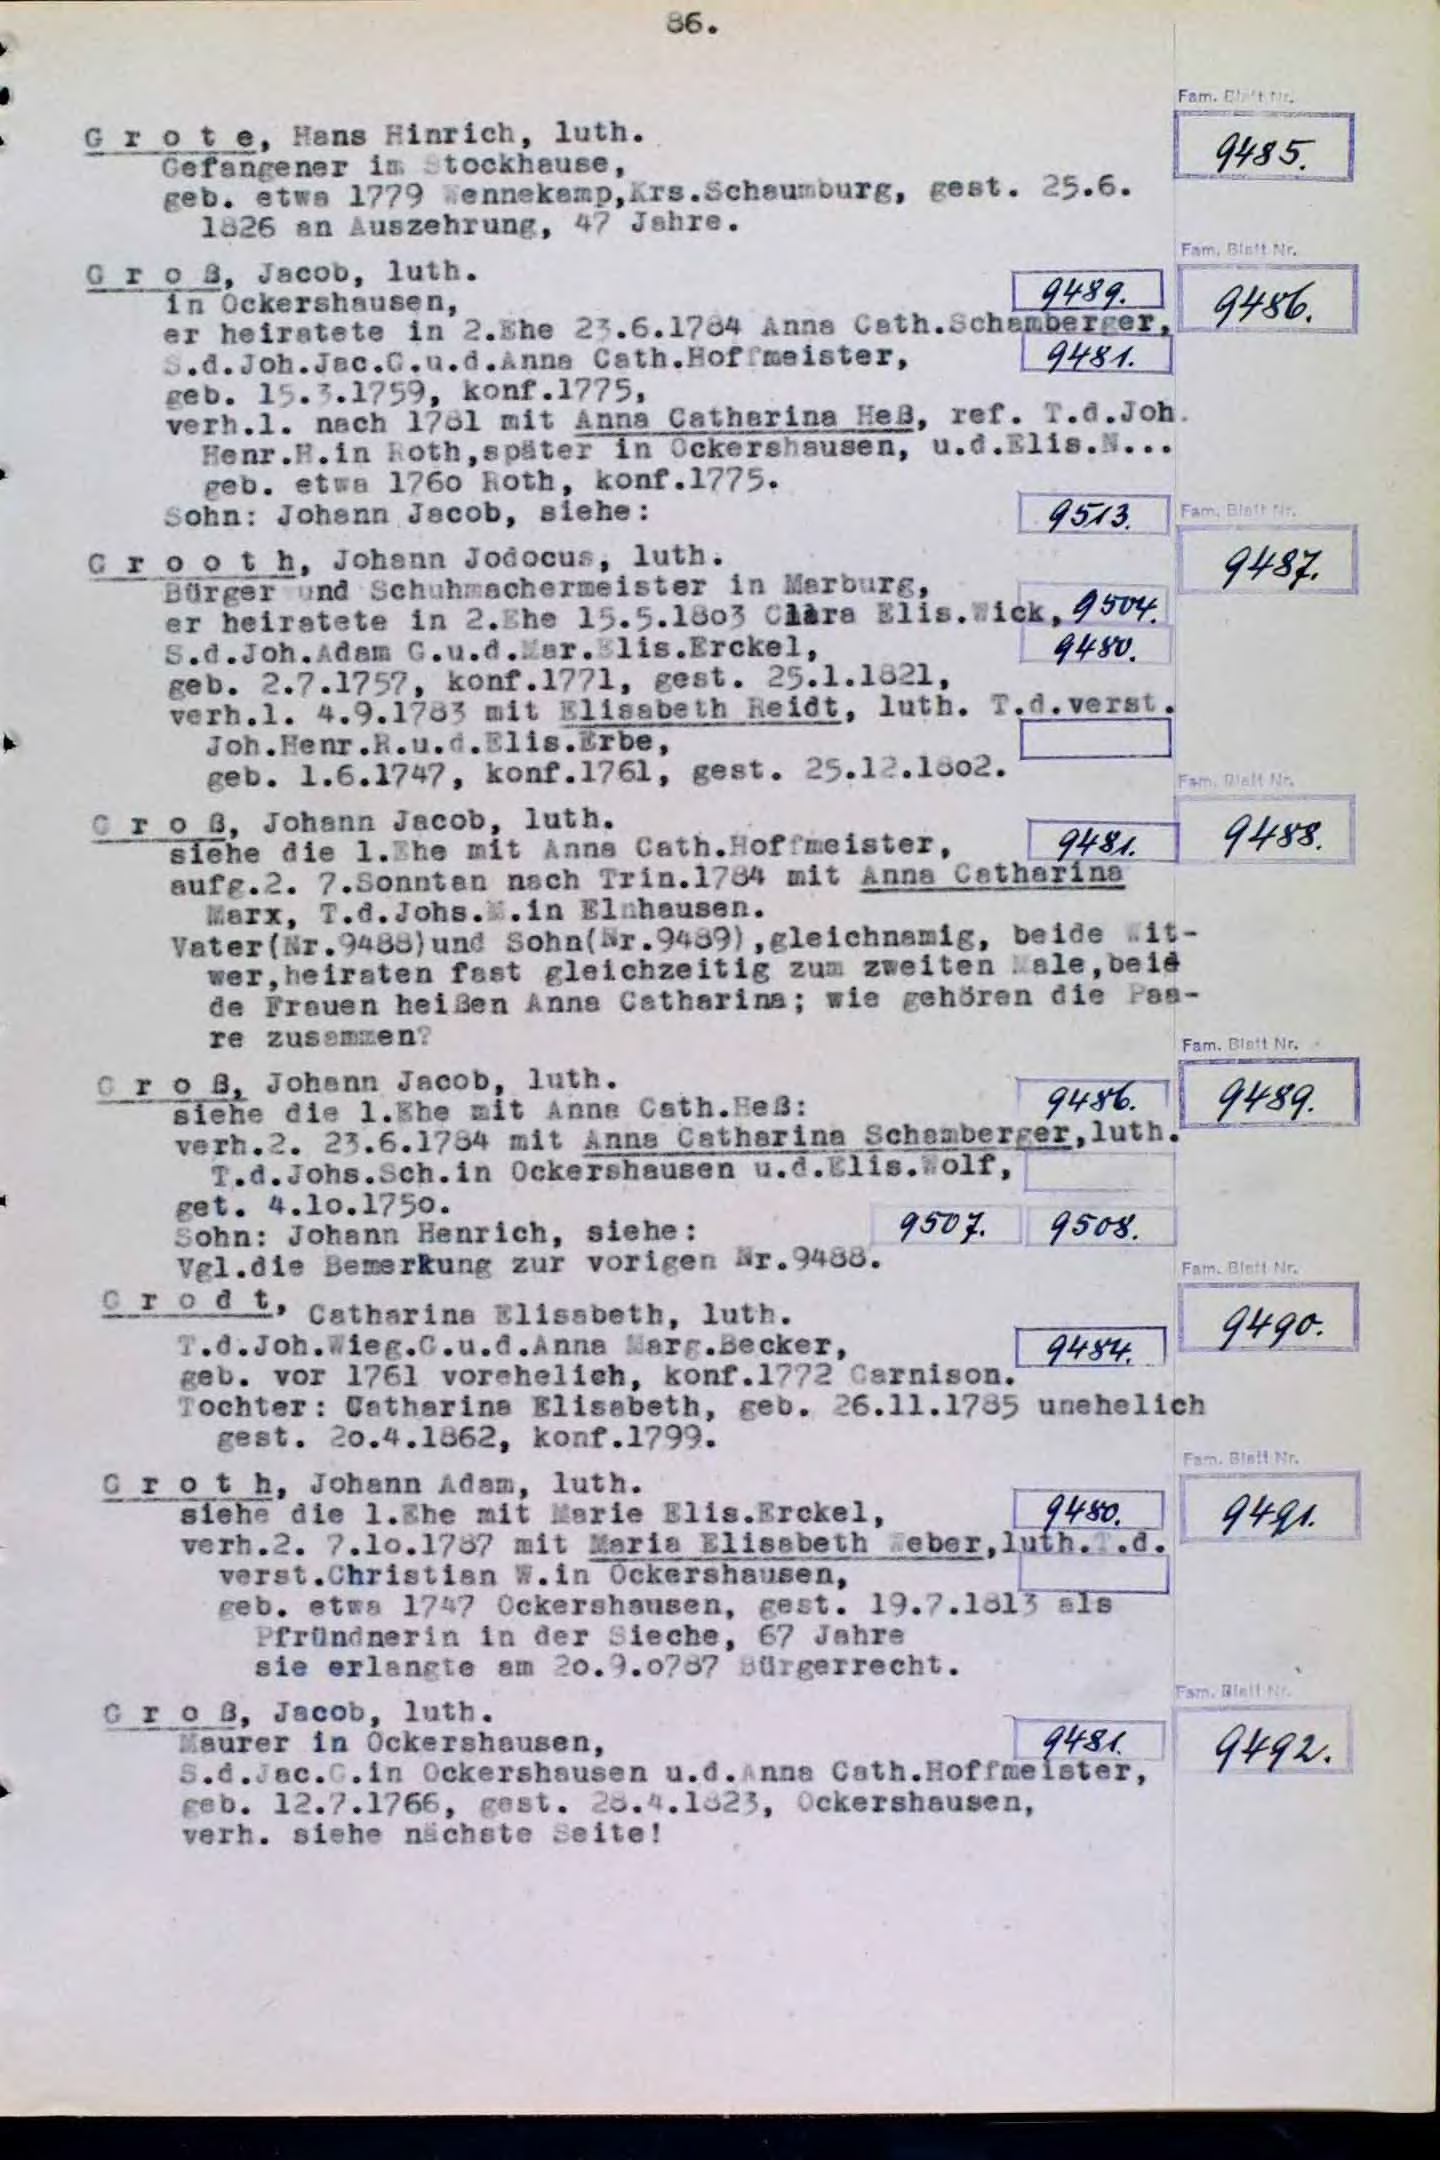 86.
Fam. Blatt Nr.
G r o t e, Hans Hinrich, luth.
9485.
Gefangener im Stockhause,
geb. etwa 1779 Wennekamp,Krs.Schaumburg, gest. 25.6.
1826 an Auszehrung, 47 Jahre.
Fam. Blatt Nr.
G r o ß, Jacob, luth.
9489.
9486.
in Ockershausen,
er heiratete in 2.Ehe 23.6.1784 Anna Cath.Schamberger,
S.d.Joh.Jac.G.u.d.Anna Cath.Hoffmeister,
9481.
geb. 15.3.1759, konf.1775,
verh.1. nach 1781 mit Anna Catharina Heß, ref. T.d.Joh.
Henr.H.in Roth,später in Ockershausen, u.d.Elis.N...
geb. etwa 1760 Roth, konf.1775.
Sohn: Johann Jacob, siehe:
9513.
Fam. Blatt Nr.
G r o o t h, Johann Jodocus, luth.
9487.
Bürger und Schuhmachermeister in Marburg,
er heiratete in 2.Ehe 15.5.1803 Clara Elis.Wick,
9504.
S.d.Joh.Adam G.u.d.Mar.Elis.Erckel,
9480.
geb. 2.7.1757, konf.1771, gest. 25.1.1821,
verh.1. 4.9.1783 mit Elisabeth Reidt, luth. T.d.verst.
Joh.Henr.R.u.d.Elis.Erbe,
geb. 1.6.1747, konf.1761, gest. 25.12.1802.
Fam. Blatt Nr.
G r o ß, Johann Jacob, luth.
9488.
siehe die 1.Ehe mit Anna Cath.Hoffmeister,
9481.
aufg.2. 7.Sonntan nach Trin.1784 mit Anna Catharina
Marx, T.d.Johs.M.in Elnhausen.
Vater(Nr.9488)und Sohn(Nr.9489),gleichnamig, beide Wit-
wer,heiraten fast gleichzeitig zum zweiten Male,beid
de Frauen heißen Anna Catharina; wie gehören die Paa-
re zusammen?
Fam. Blatt Nr.
G r o ß, Johann Jacob, luth.
9489.
siehe die 1.Ehe mit Anna Cath.Heß:
9486.
verh.2. 23.6.1784 mit Anna Catharina Schamberger,luth.
T.d.Johs.Sch.in Ockershausen u.d.Elis.Wolf,
get. 4.10.1750.
Sohn: Johann Henrich, siehe:
9507.
9508.
Vgl.die Bemerkung zur vorigen Nr.9488.
Fam. Blatt Nr.
G r o d t, Catharina Elisabeth, luth.
9490.
T.d.Joh.Wieg.G.u.d.Anna Marg.Becker,
9484.
geb. vor 1761 vorehelich, konf.1772 Garnison.
Tochter: Catharina Elisabeth, geb. 26.11.1785 unehelich
gest. 20.4.1862, konf.1799.
Fam. Blatt Nr.
G r o t h, Johann Adam, luth.
9491.
siehe die 1.Ehe mit Marie Elis.Erckel,
9480.
verh.2. 7.10.1787 mit Maria Elisabeth Weber,luth.T.d.
verst.Christian W.in Ockershausen,
geb. etwa 1747 Ockershausen, gest. 19.7.1813 als
Pfründnerin in der Sieche, 67 Jahre
sie erlangte am 20.9.0787 Bürgerrecht.
Fam. Blatt Nr.
G r o ß, Jacob, luth.
9492.
Maurer in Ockershausen,
9481.
S.d.Jac.G.in Ockershausen u.d.Anna Cath.Hoffmeister,
geb. 12.7.1766, gest. 28.4.1823, Ockershausen,
verh. siehe nächste Seite!